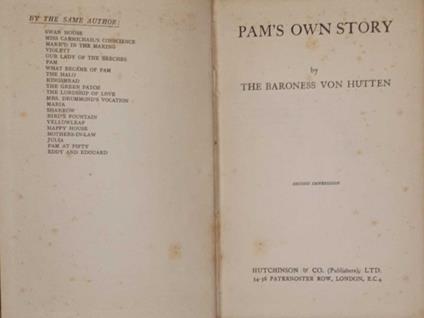 BY THE SAME AUTHOR:
SWAN HOUSE
MISS CARMICHAEL'S CONSCIENCE
MARR'D IN THE MAKING
VIOLETT
OUR LADY OF THE BEECHES
PAM
WHAT BECAME OF PAM
THE HALO
KINGSMEAD
THE GREEN PATCH
THE LORDSHIP OF LOVE
MRS. DRUMMOND'S VOCATION
MARIA
SHARROW
BIRD'S FOUNTAIN
YELLOWLEAF
HAPPY HOUSE
MOTHERS-IN-LAW
JULIA
PAM AT FIFTY
EDDY AND EDOUARD
PAM'S OWN STORY
by
THE BARONESS VON HUTTEN
SECOND IMPRESSION
HUTCHINSON & CO. (Publishers), LTD.
34-36 PATERNOSTER ROW, LONDON, E.C.4